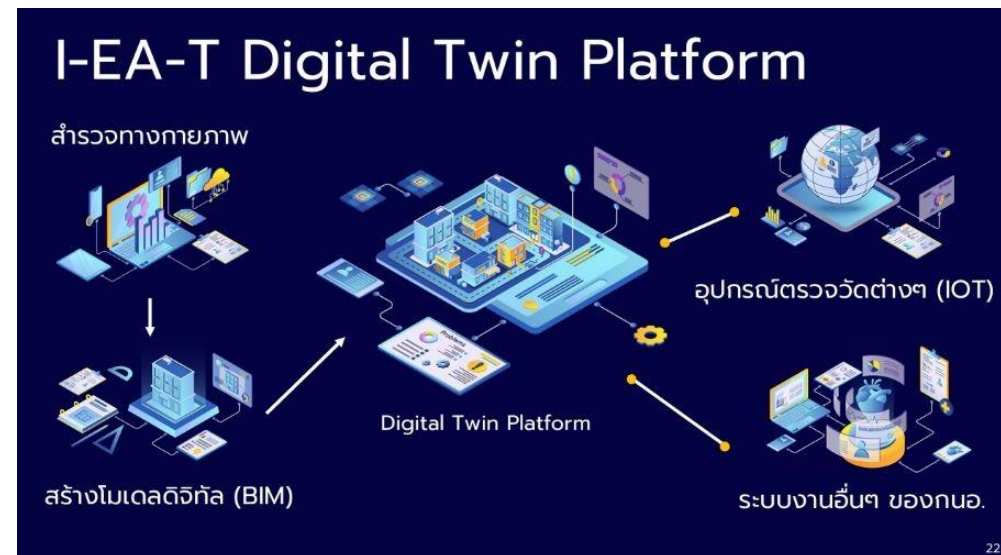 I-EA-T Digital Twin Platform
สำรวจทางกายภาพ
อุปกรณ์ตรวจวัดต่างๆ (IOT)
Problems
Digital Twin Platform
สร้างโมเดลดิจิทัล (BIM)
ระบบงานอื่นๆ ของกนอ.
22